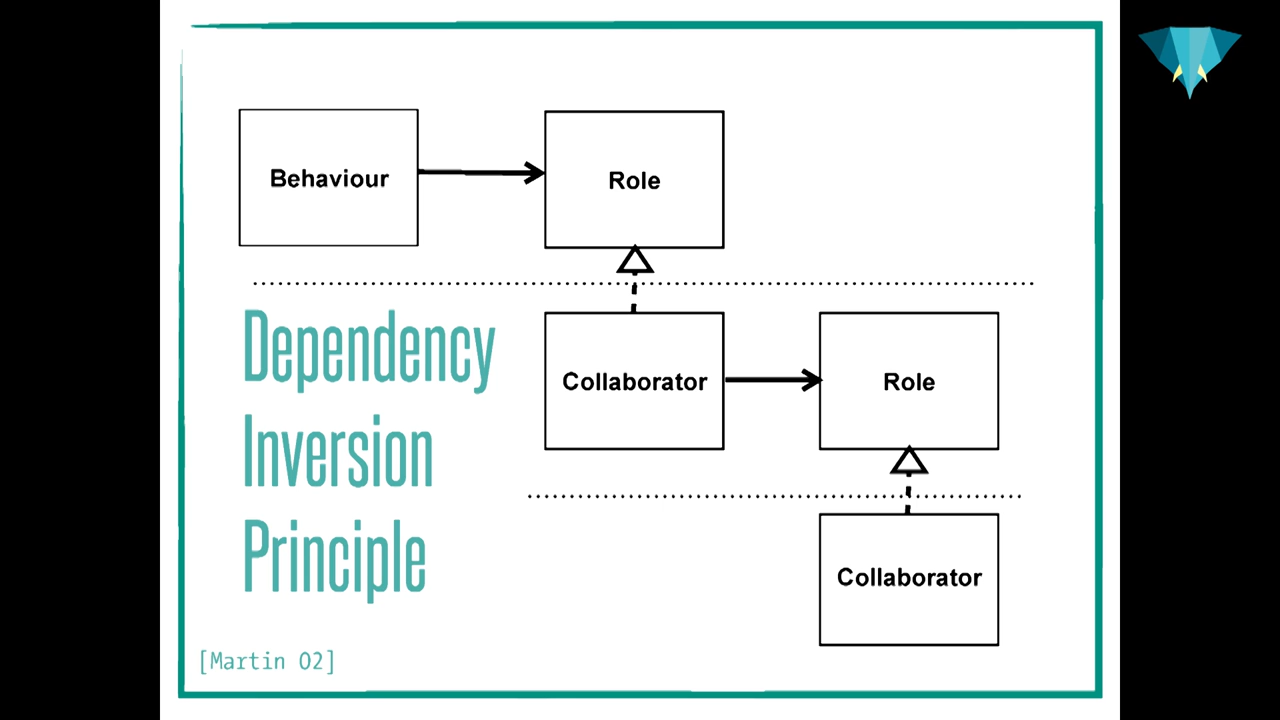 Behaviour
Role
Dependency
Inversion
Principle
Collaborator
Role
Collaborator
[Martin 02]